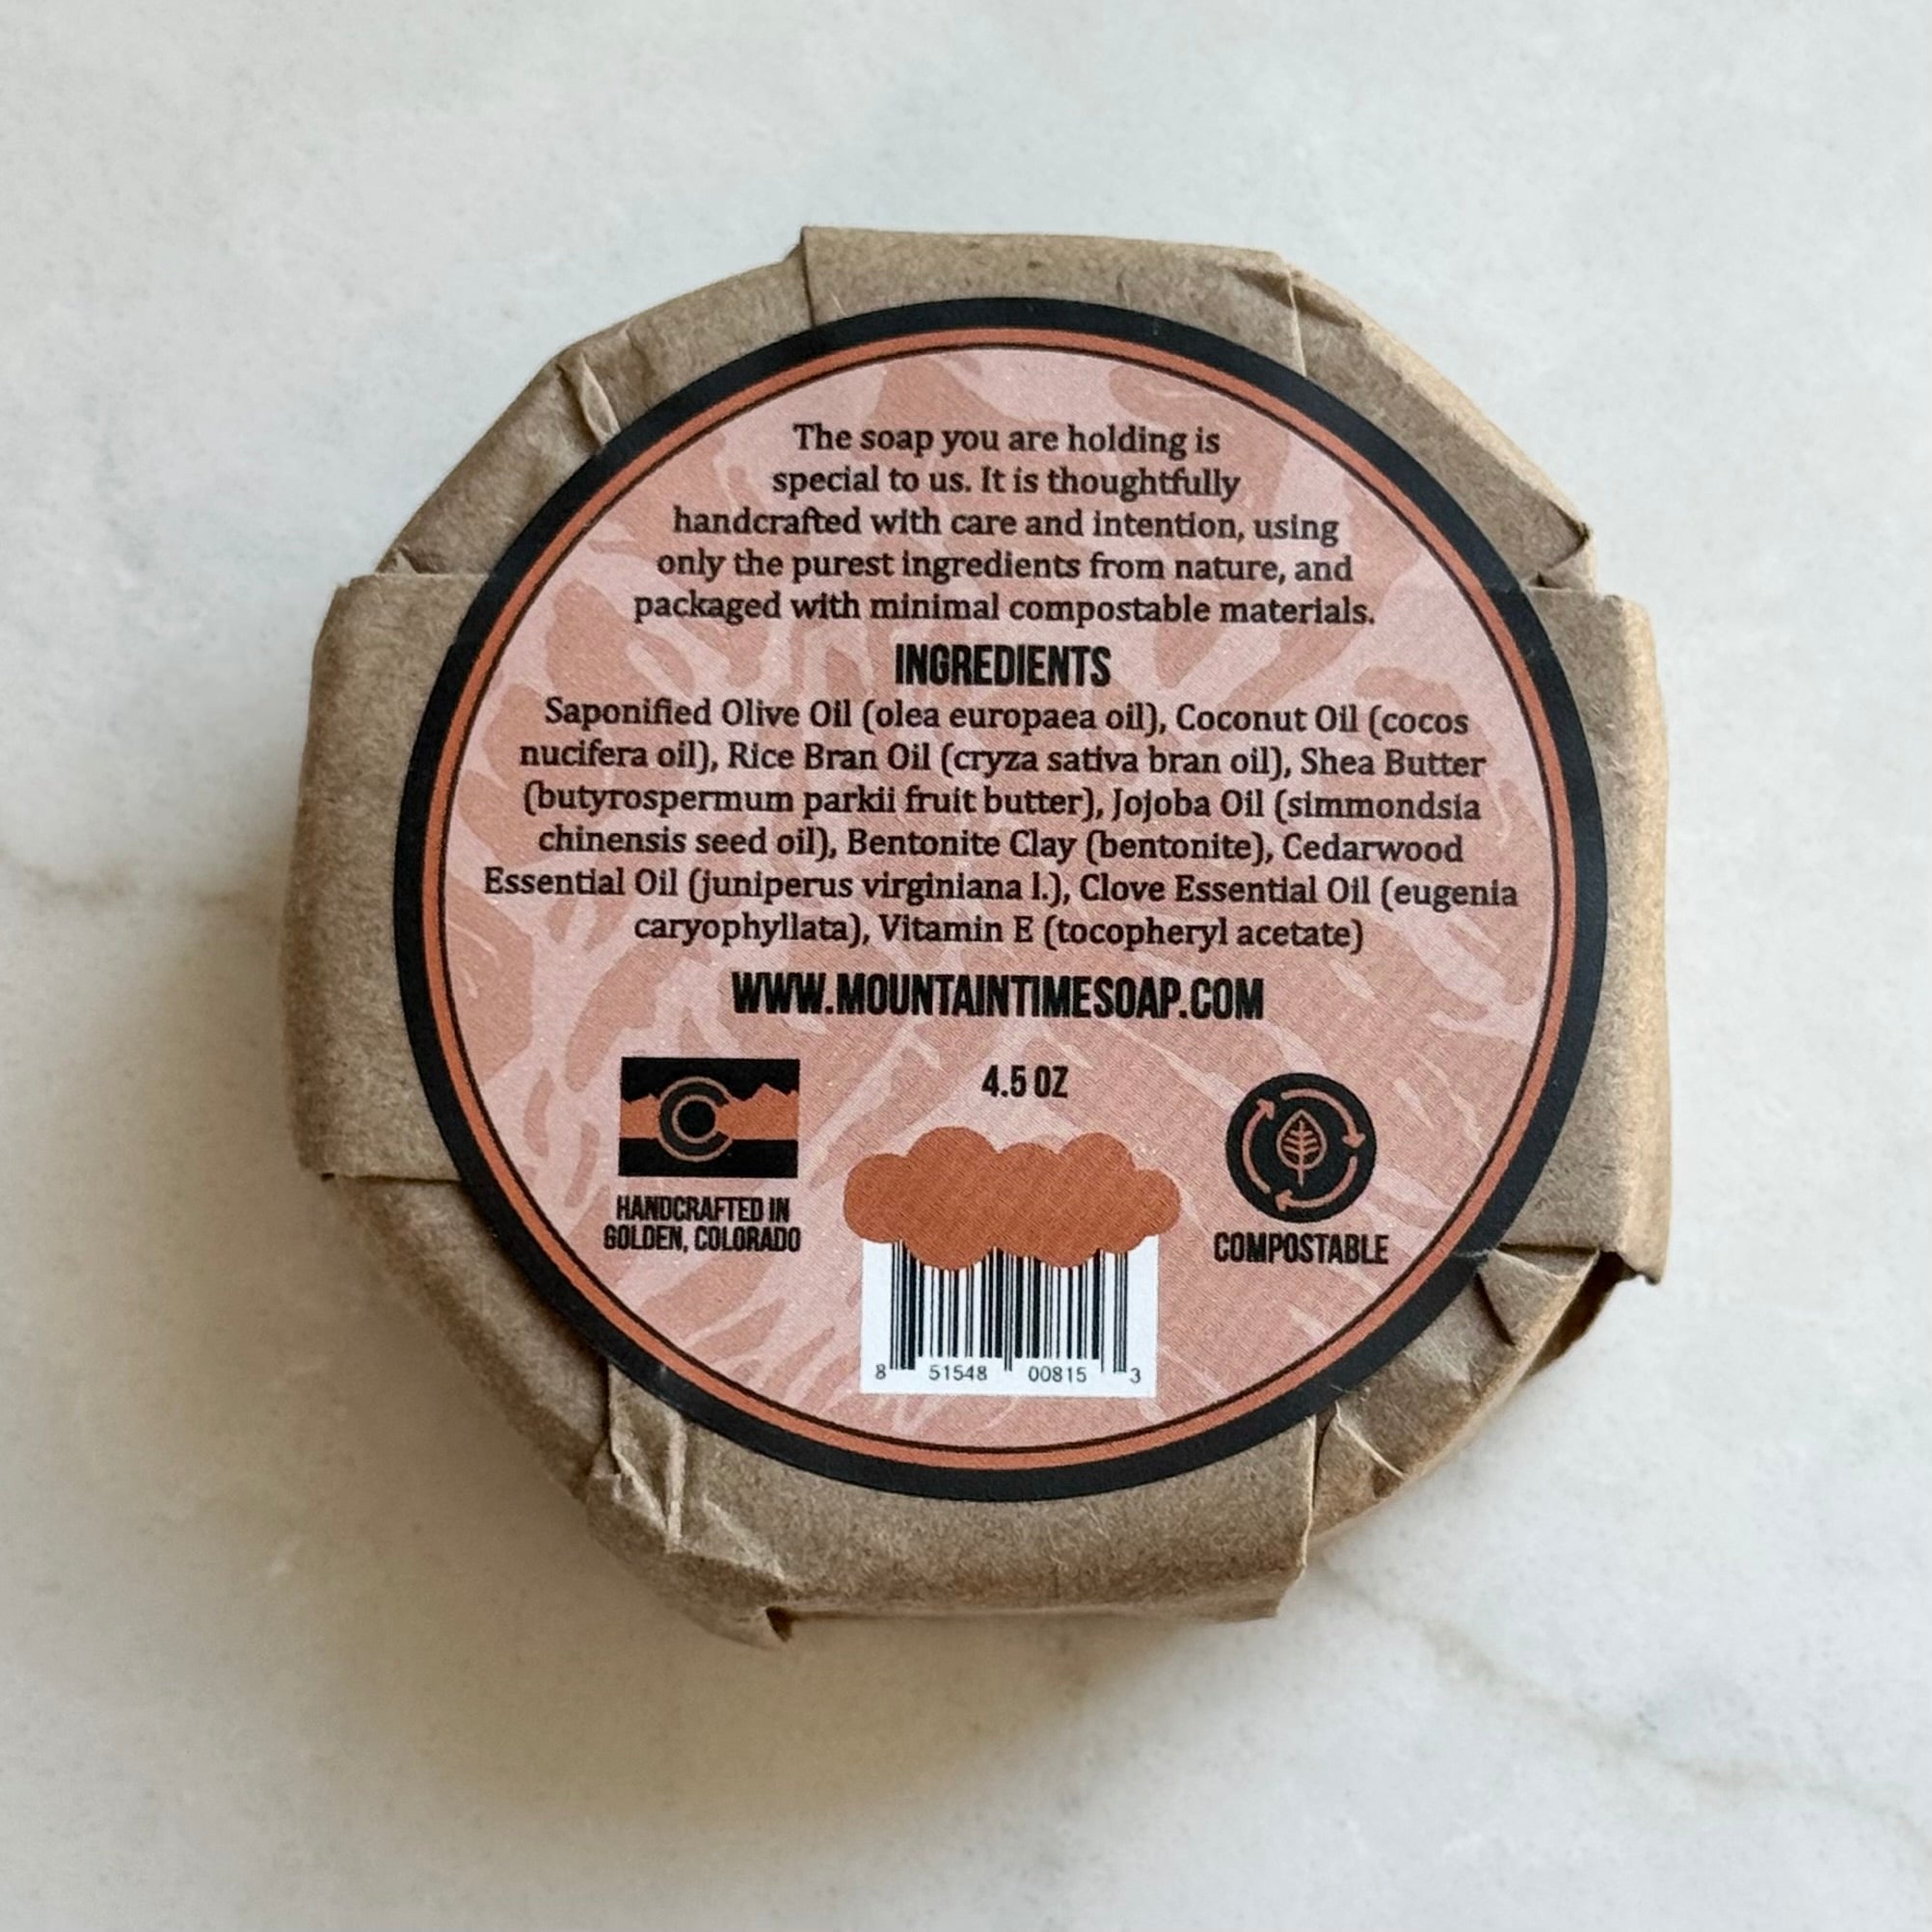 The soap you are holding is
special to us. It is thoughtfully
handcrafted with care and intention, using
only the purest ingredients from nature, and
packaged with minimal compostable materials.
INGREDIENTS
Saponified Olive Oil (olea europaea oil), Coconut Oil (cocos
nucifera oil), Rice Bran Oil (cryza sativa bran oil), Shea Butter
(butyrospermum parkii fruit butter), Jojoba Oil (simmondsia
chinensis seed oil), Bentonite Clay (bentonite), Cedarwood
Essential Oil (juniperus virginiana l.), Clove Essential Oil (eugenia
caryophyllata), Vitamin E (tocopheryl acetate)
WWW.MOUNTAINTIMESOAP.COM
4.5 OZ
HANDCRAFTED IN
GOLDEN, COLORADO
COMPOSTABLE
8 51548 00815 3